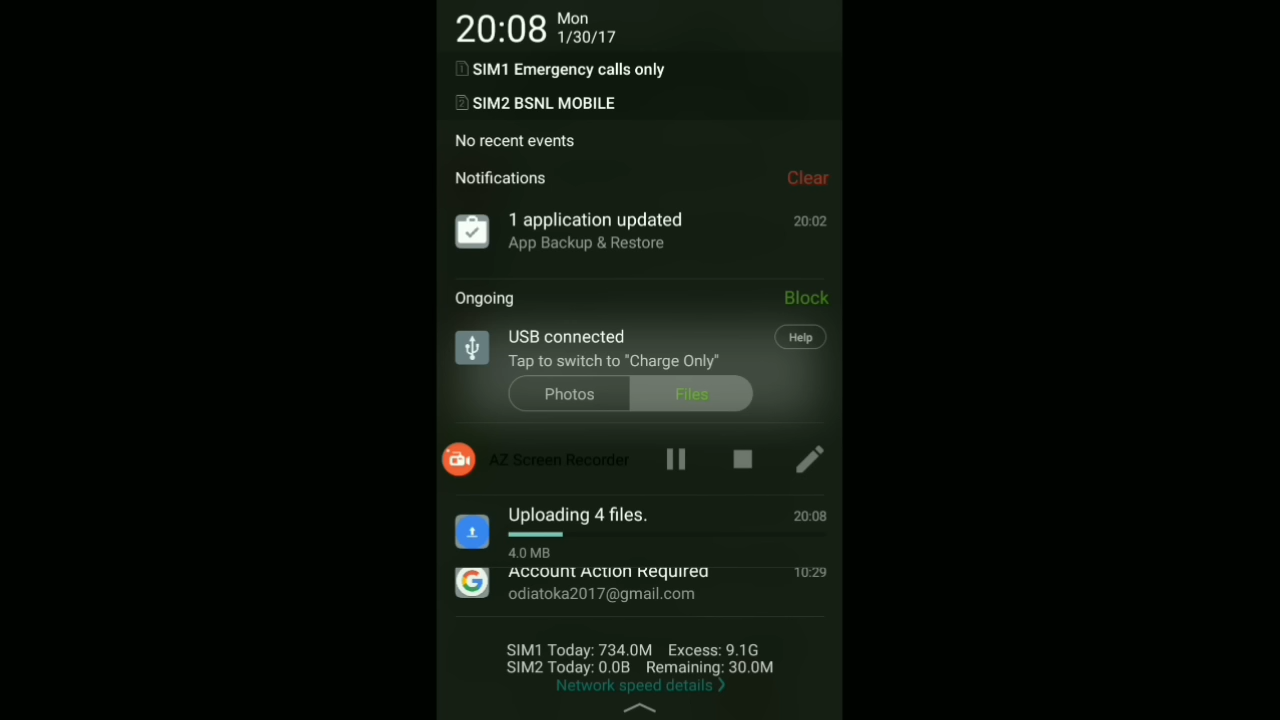 20:08 Mon
1/30/17
1 SIM1 Emergency calls only
2 SIM2 BSNL MOBILE
No recent events
Notifications Clear
1 application updated 20:02
App Backup & Restore
Ongoing Block
USB connected Help
Tap to switch to "Charge Only"
Photos Files
AZ Screen Recorder
Uploading 4 files. 20:08
4.0 MB
Account Action Required 10:29
odiatoka2017@gmail.com
SIM1 Today: 734.0M Excess: 9.1G
SIM2 Today: 0.0B Remaining: 30.0M
Network speed details